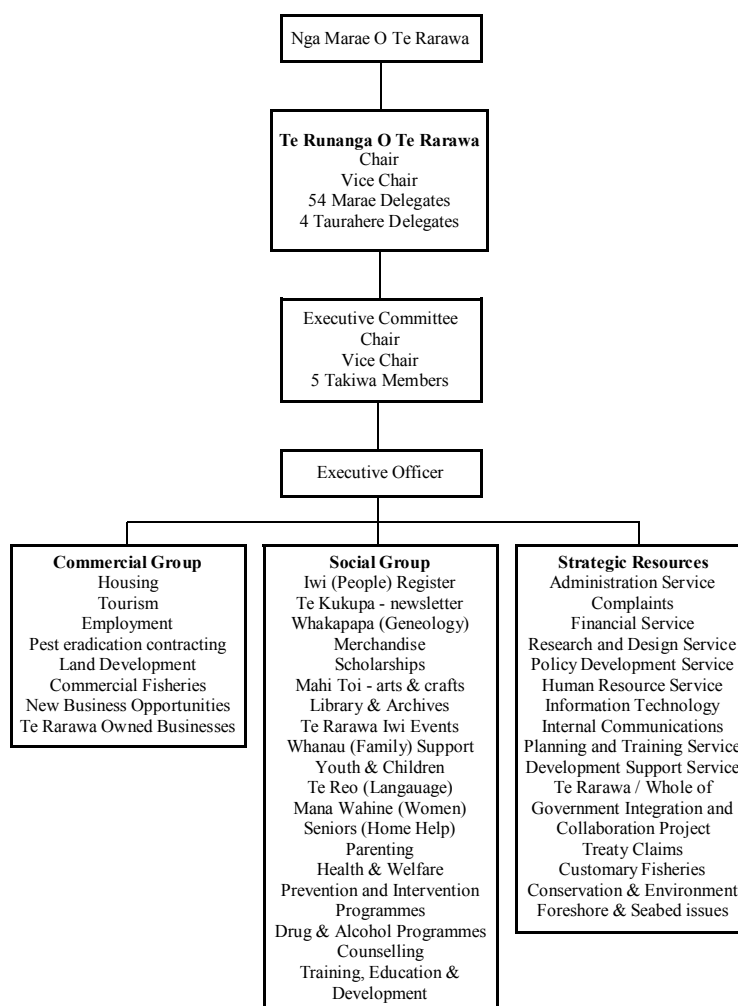 Nga Marae O Te Rarawa
Te Runanga O Te Rarawa
Chair
Vice Chair
54 Marae Delegates
4 Taurahere Delegates
Executive Committee
Chair
Vice Chair
5 Takiwa Members
Executive Officer
Commercial Group
Housing
Tourism
Employment
Pest eradication contracting
Land Development
Commercial Fisheries
New Business Opportunities
Te Rarawa Owned Businesses
Social Group
Iwi (People) Register
Te Kukupa - newsletter
Whakapapa (Geneology)
Merchandise
Scholarships
Mahi Toi - arts & crafts
Library & Archives
Te Rarawa Iwi Events
Whanau (Family) Support
Youth & Children
Te Reo (Langauage)
Mana Wahine (Women)
Seniors (Home Help)
Parenting
Health & Welfare
Prevention and Intervention
Programmes
Drug & Alcohol Programmes
Counselling
Training, Education &
Development
Strategic Resources
Administration Service
Complaints
Financial Service
Research and Design Service
Policy Development Service
Human Resource Service
Information Technology
Internal Communications
Planning and Training Service
Development Support Service
Te Rarawa / Whole of
Government Integration and
Collaboration Project
Treaty Claims
Customary Fisheries
Conservation & Environment
Foreshore & Seabed issues